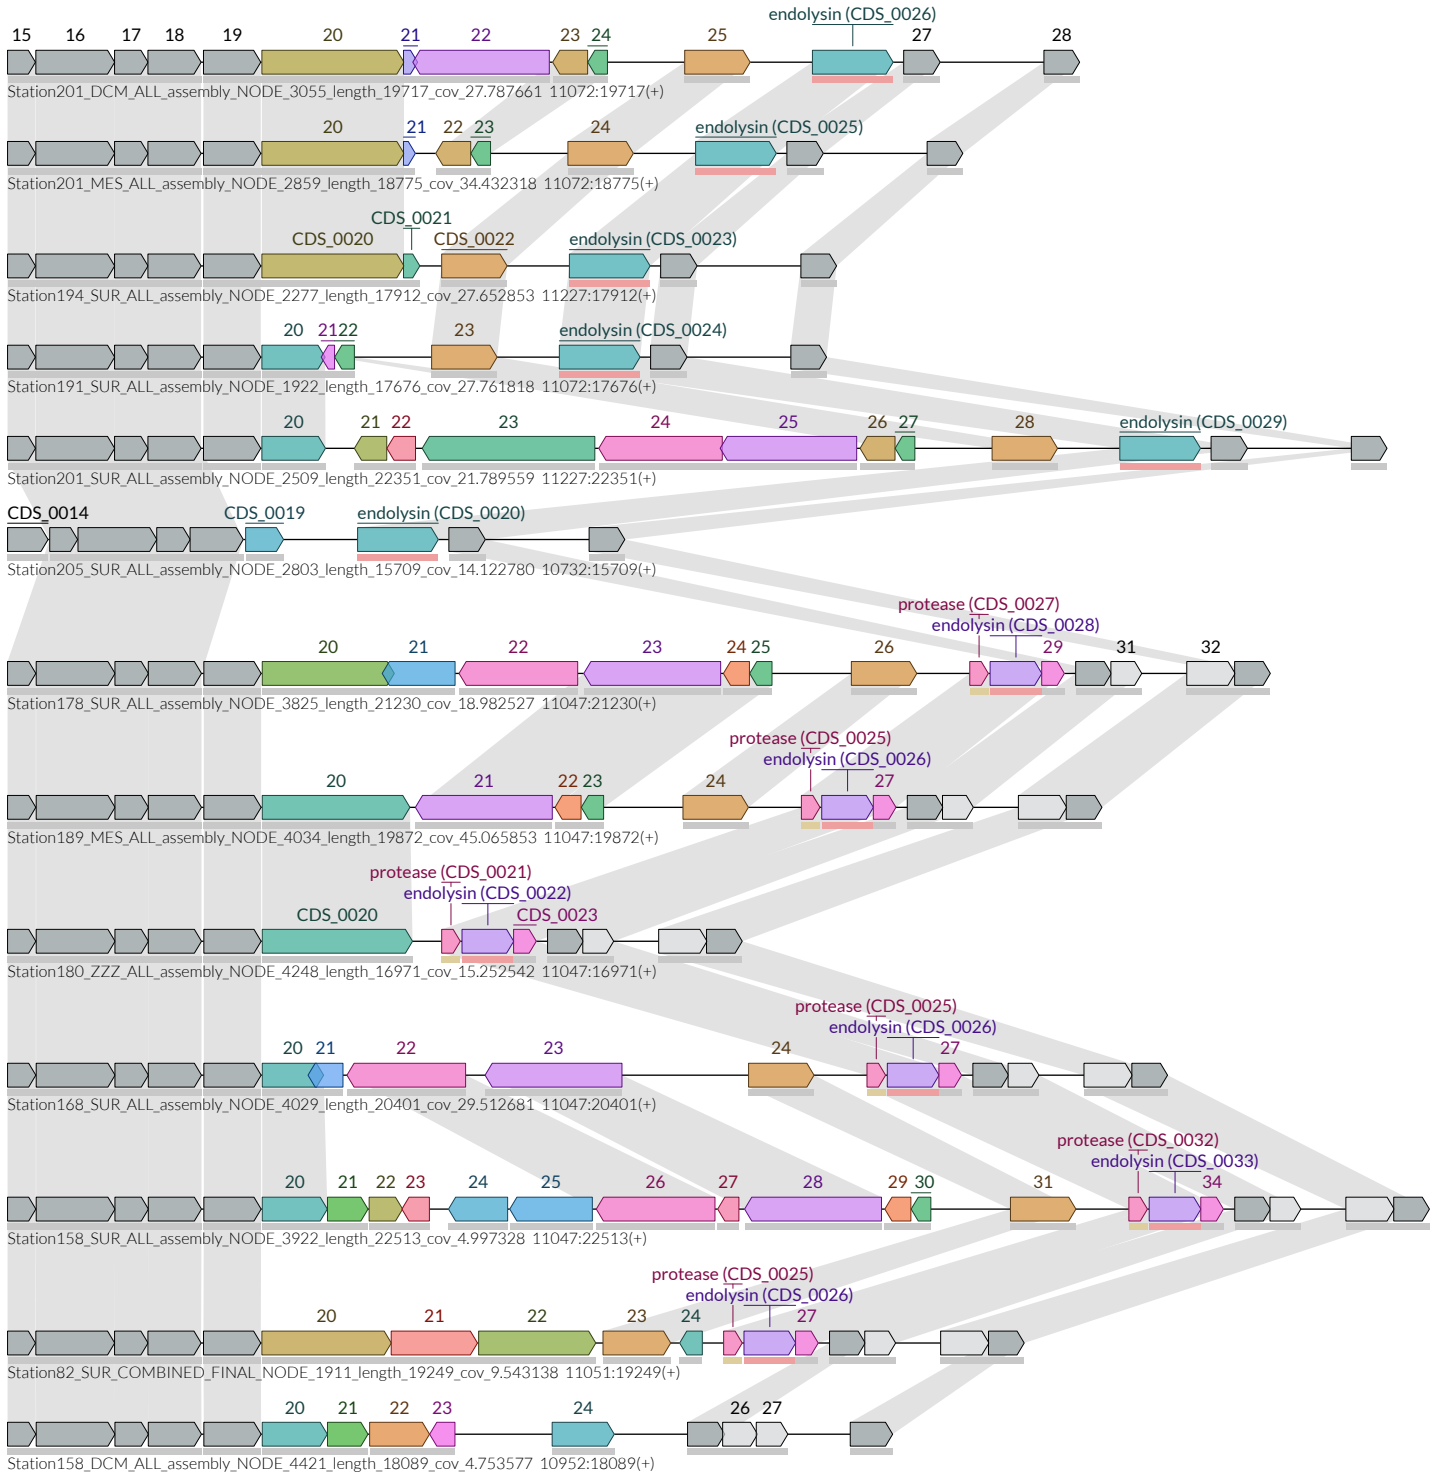 endolysin (CDS_0026)
15 16 17 18 19 20 21 22 23 24 25 27 28
Station201_DCM_ALL_assembly_NODE_3055_length_19717_cov_27.787661 11072:19717(+)
20 21 22 23 24 endolysin (CDS_0025)
Station201_MES_ALL_assembly_NODE_2859_length_18775_cov_34.432318 11072:18775(+)
CDS_0021
CDS_0020 CDS_0022 endolysin (CDS_0023)
Station194_SUR_ALL_assembly_NODE_2277_length_17912_cov_27.652853 11227:17912(+)
20 21 22 23 endolysin (CDS_0024)
Station191_SUR_ALL_assembly_NODE_1922_length_17676_cov_27.761818 11072:17676(+)
20 21 22 23 24 25 26 27 28 endolysin (CDS_0029)
Station201_SUR_ALL_assembly_NODE_2509_length_22351_cov_21.789559 11227:22351(+)
CDS_0014 CDS_0019 endolysin (CDS_0020)
Station205_SUR_ALL_assembly_NODE_2803_length_15709_cov_14.122780 10732:15709(+)
protease (CDS_0027)
endolysin (CDS_0028)
20 21 22 23 24 25 26 29 31 32
Station178_SUR_ALL_assembly_NODE_3825_length_21230_cov_18.982527 11047:21230(+)
protease (CDS_0025)
endolysin (CDS_0026)
20 21 22 23 24 27
Station189_MES_ALL_assembly_NODE_4034_length_19872_cov_45.065853 11047:19872(+)
protease (CDS_0021)
endolysin (CDS_0022)
CDS_0020 CDS_0023
Station180_ZZZ_ALL_assembly_NODE_4248_length_16971_cov_15.252542 11047:16971(+)
protease (CDS_0025)
endolysin (CDS_0026)
20 21 22 23 24 27
Station168_SUR_ALL_assembly_NODE_4029_length_20401_cov_29.512681 11047:20401(+)
protease (CDS_0032)
endolysin (CDS_0033)
20 21 22 23 24 25 26 27 28 29 30 31 34
Station158_SUR_ALL_assembly_NODE_3922_length_22513_cov_4.997328 11047:22513(+)
protease (CDS_0025)
endolysin (CDS_0026)
20 21 22 23 24 27
Station82_SUR_COMBINED_FINAL_NODE_1911_length_19249_cov_9.543138 11051:19249(+)
20 21 22 23 24 26 27
Station158_DCM_ALL_assembly_NODE_4421_length_18089_cov_4.753577 10952:18089(+)